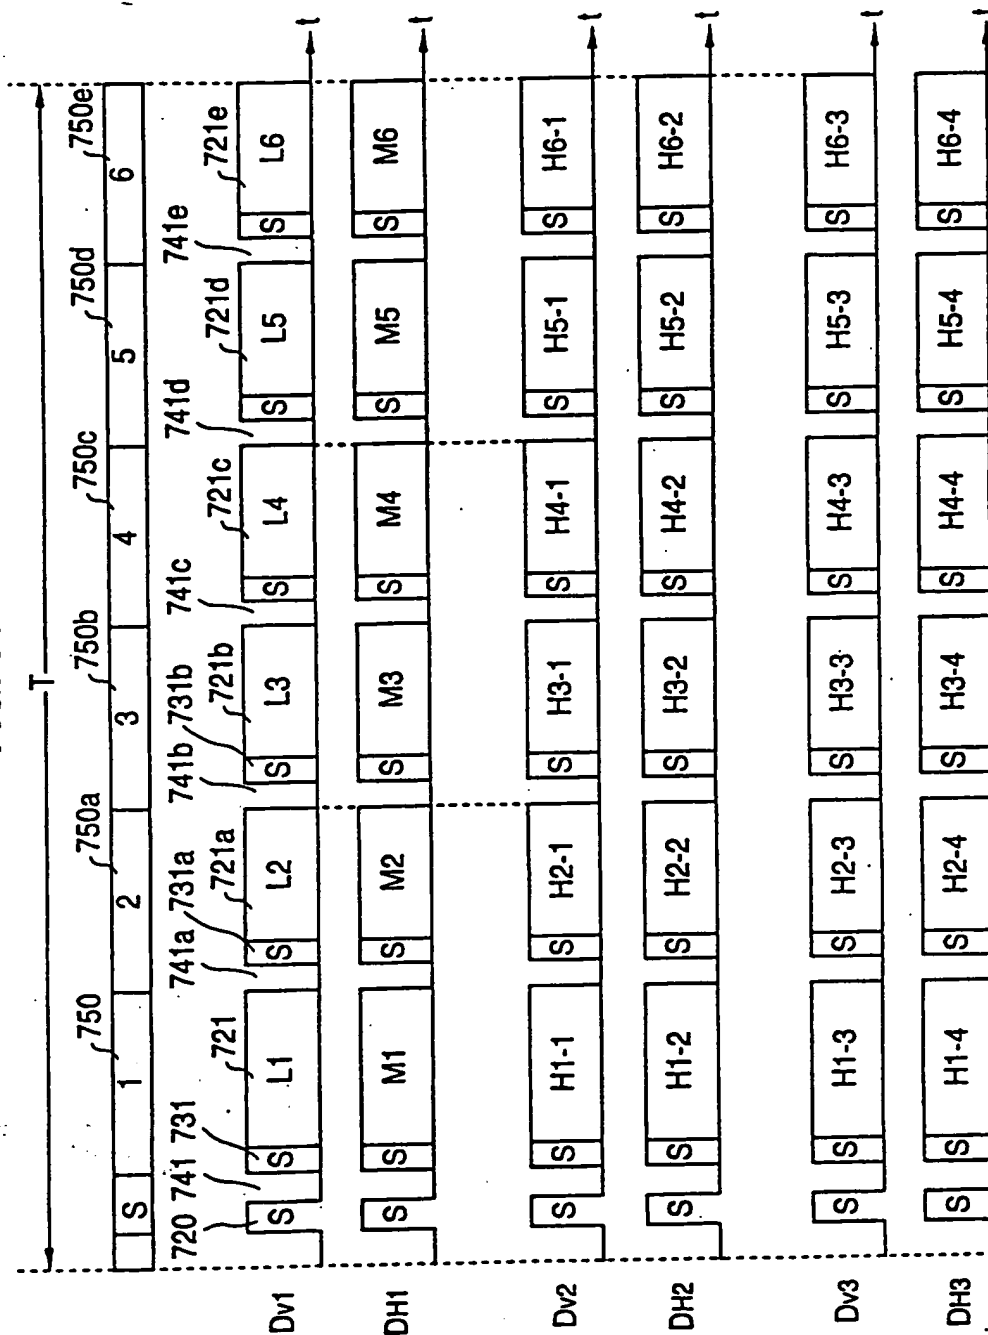 T
750 750a 750b 750c 750d 750e
S 1 2 3 4 5 6
720 741 731 721 741a 731a 721a 741b 731b 721b 741c 721c 741d 721d 741e 721e
Dv1 S S L1 S L2 S L3 S L4 S L5 S L6 t
DH1 S S M1 S M2 S M3 S M4 S M5 S M6 t
Dv2 S S H1-1 S H2-1 S H3-1 S H4-1 S H5-1 S H6-1 t
DH2 S S H1-2 S H2-2 S H3-2 S H4-2 S H5-2 S H6-2 t
Dv3 S S H1-3 S H2-3 S H3-3 S H4-3 S H5-3 S H6-3 t
DH3 S S H1-4 S H2-4 S H3-4 S H4-4 S H5-4 S H6-4 t